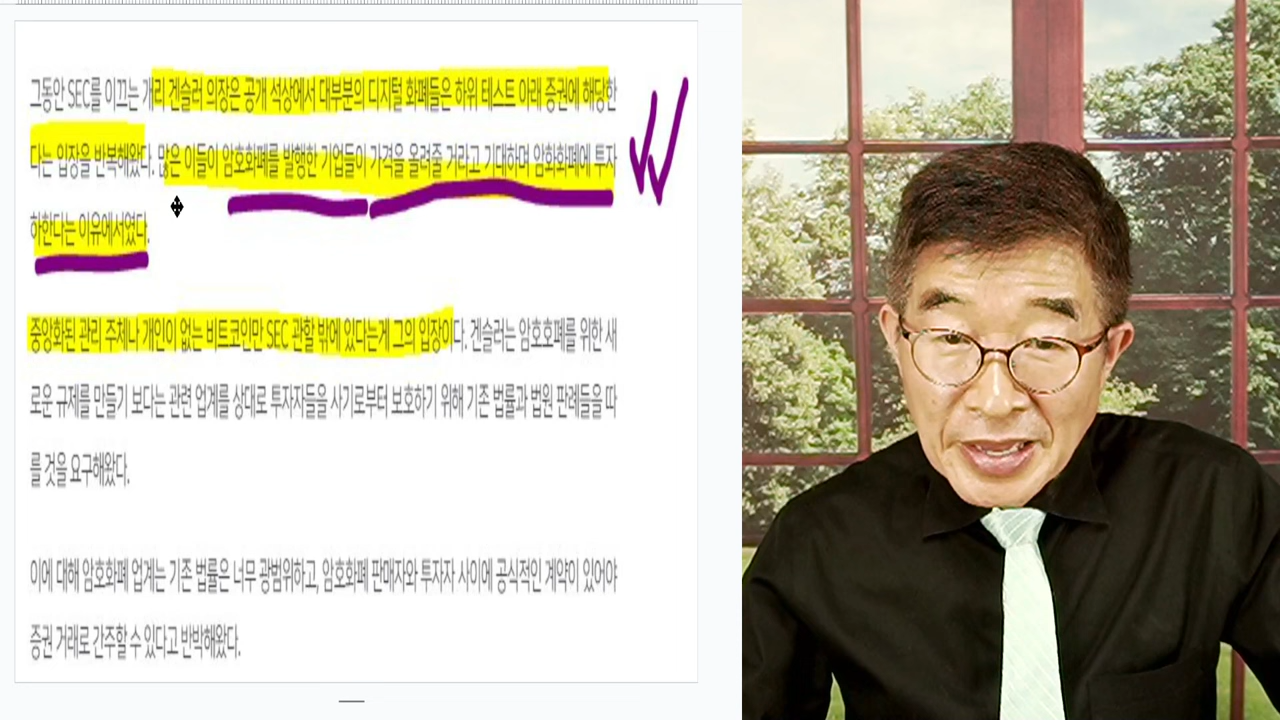 그동안 SEC를 이끄는 개리 겐슬러 의장은 공개 석상에서 대부분의 디지털 화폐들은 하위 테스트 아래 증권에 해당한
다는 입장을 반복해왔다. 많은 이들이 암호화폐를 발행한 기업들이 가격을 올려줄 거라고 기대하며 암화화폐에 투자
하한다는 이유에서였다.
중앙화된 관리 주체나 개인이 없는 비트코인만 SEC 관할 밖에 있다는게 그의 입장이다. 겐슬러는 암호호폐를 위한 새
로운 규제를 만들기 보다는 관련 업계를 상대로 투자자들을 사기로부터 보호하기 위해 기존 법률과 법원 판례들을 따
를 것을 요구해왔다.
이에 대해 암호화폐 업계는 기존 법률은 너무 광범위하고, 암호화폐 판매자와 투자자 사이에 공식적인 계약이 있어야
증권 거래로 간주할 수 있다고 반박해왔다.